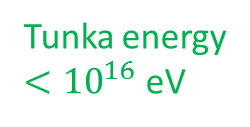 Tunka energy
< 10¹⁶ eV